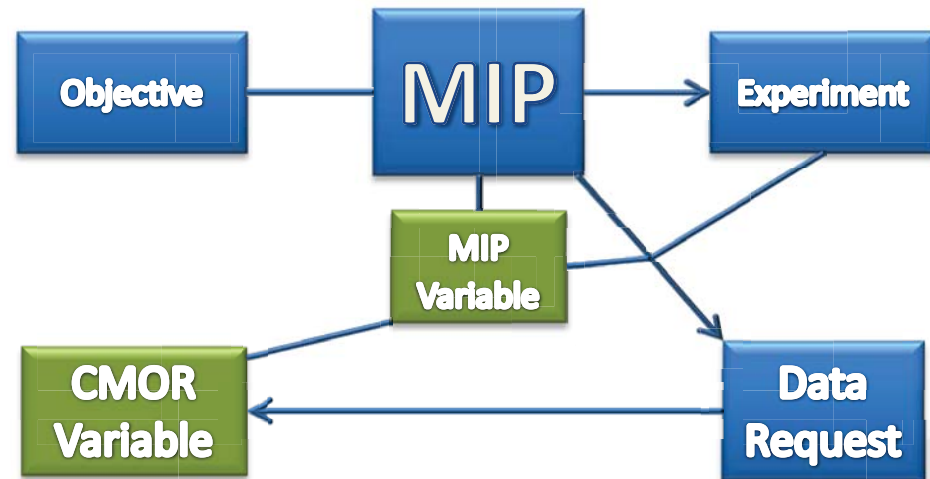 Objective
MIP
Experiment
MIP
Variable
CMOR
Variable
Data
Request